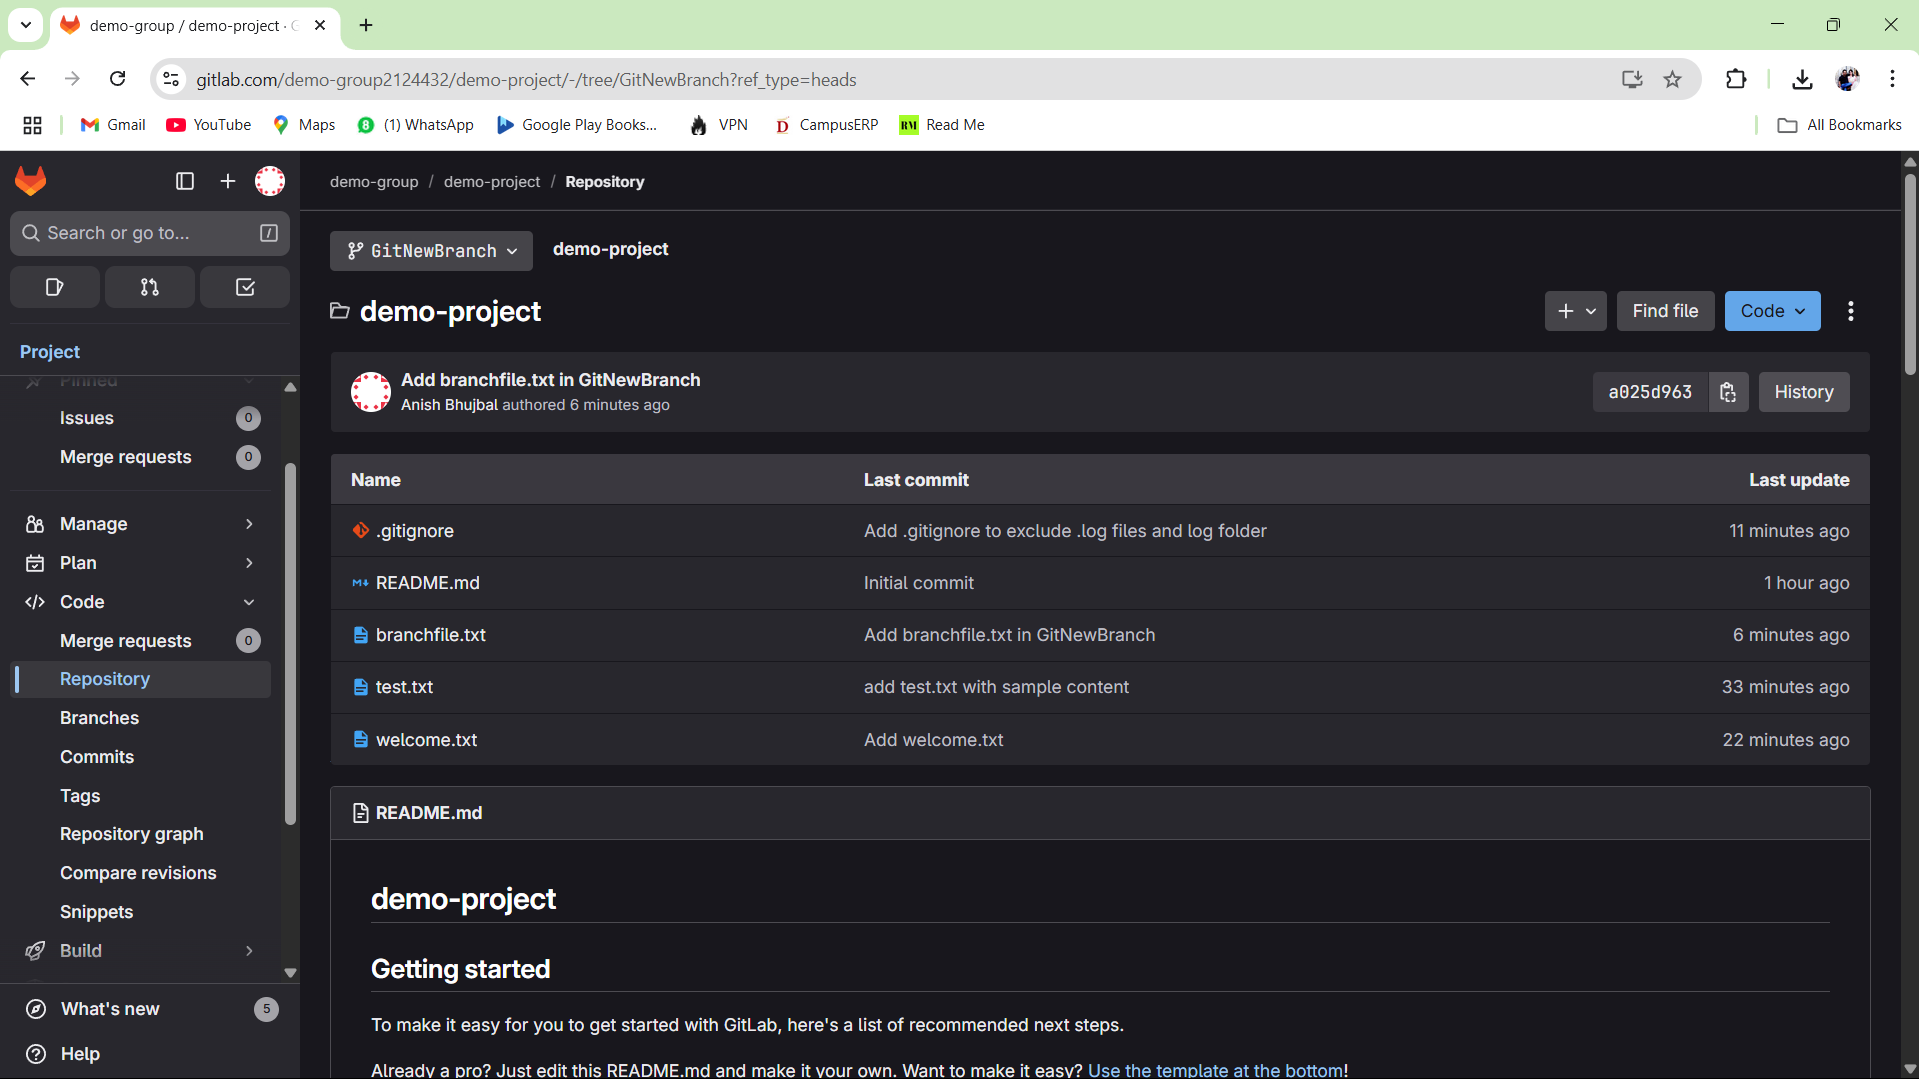 demo-group / demo-project · G
gitlab.com/demo-group2124432/demo-project/-/tree/GitNewBranch?ref_type=heads
Gmail
YouTube
Maps
(1) WhatsApp
Google Play Books...
VPN
CampusERP
RM Read Me
All Bookmarks
demo-group / demo-project / Repository
Search or go to... /
GitNewBranch
demo-project
demo-project
Find file
Code
Project
Pinned
Issues 0
Merge requests 0
Manage
Plan
Code
Merge requests 0
Repository
Branches
Commits
Tags
Repository graph
Compare revisions
Snippets
Build
What's new 5
Help
Add branchfile.txt in GitNewBranch
Anish Bhujbal authored 6 minutes ago
a025d963
History
Name Last commit Last update
.gitignore Add .gitignore to exclude .log files and log folder 11 minutes ago
README.md Initial commit 1 hour ago
branchfile.txt Add branchfile.txt in GitNewBranch 6 minutes ago
test.txt add test.txt with sample content 33 minutes ago
welcome.txt Add welcome.txt 22 minutes ago
README.md
demo-project
Getting started
To make it easy for you to get started with GitLab, here's a list of recommended next steps.
Already a pro? Just edit this README.md and make it your own. Want to make it easy? Use the template at the bottom!